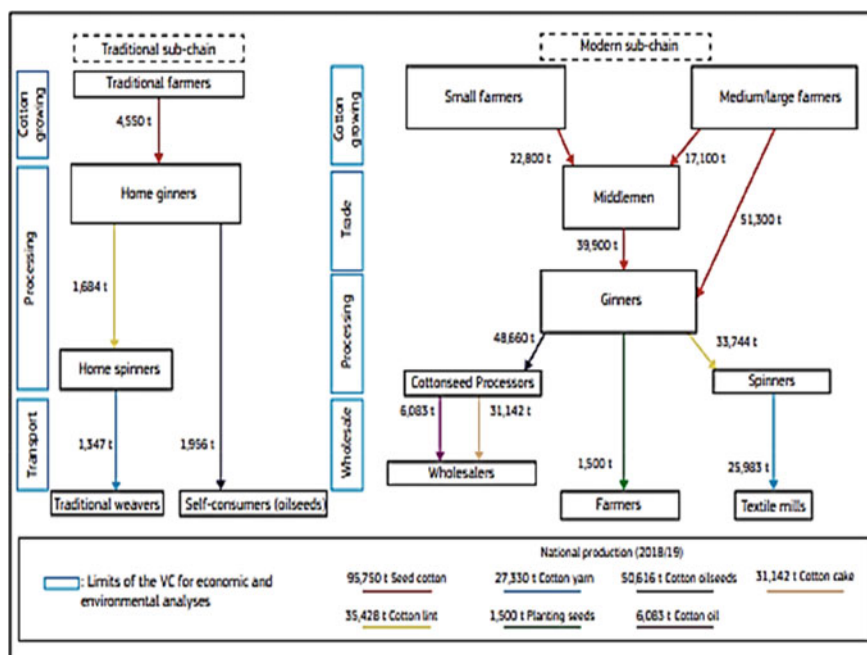 Traditional sub-chain
Modern sub-chain
Cotton growing
Traditional farmers
4,550 t
Processing
Home ginners
1,684 t
Home spinners
Transport
1,347 t
1,956 t
Traditional weavers
Self-consumers (oilseeds)
Cotton growing
Small farmers
Medium/large farmers
22,800 t
17,100 t
Trade
Middlemen
51,300 t
39,900 t
Processing
Ginners
48,660 t
33,744 t
Cottonseed Processors
Spinners
Wholesale
6,083 t
31,142 t
Wholesalers
1,500 t
25,983 t
Farmers
Textile mills
National production (2018/19)
: Limits of the VC for economic and
environmental analyses
95,750 t Seed cotton
27,330 t Cotton yarn
50,616 t Cotton oilseeds
31,142 t Cotton cake
35,428 t Cotton lint
1,500 t Planting seeds
6,083 t Cotton oil